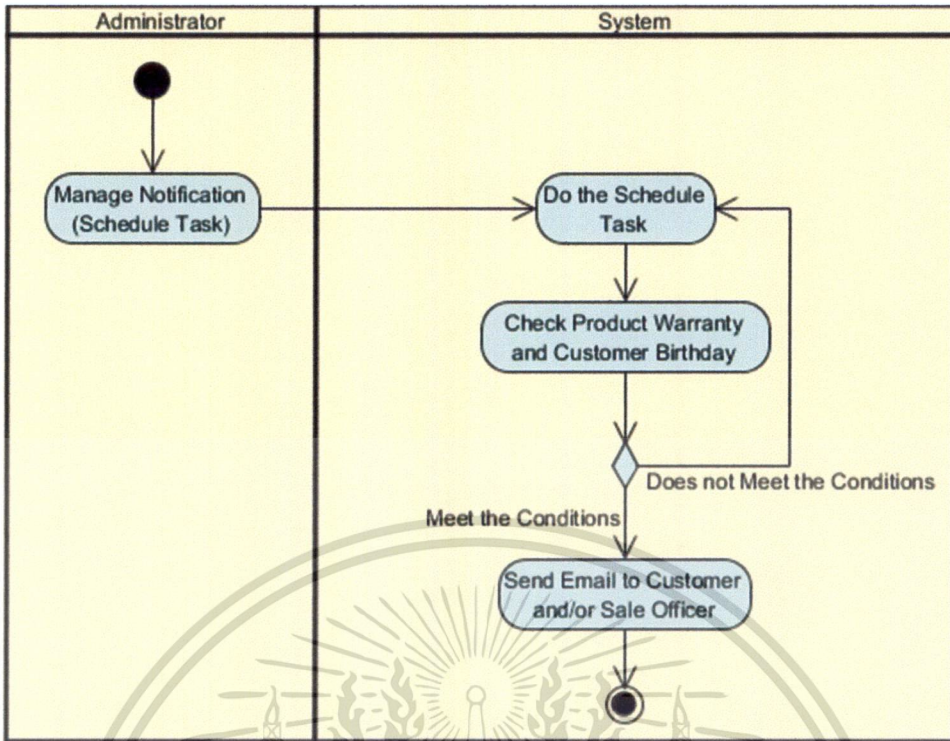 Administrator
System
Manage Notification
(Schedule Task)
Do the Schedule
Task
Check Product Warranty
and Customer Birthday
Does not Meet the Conditions
Meet the Conditions
Send Email to Customer
and/or Sale Officer